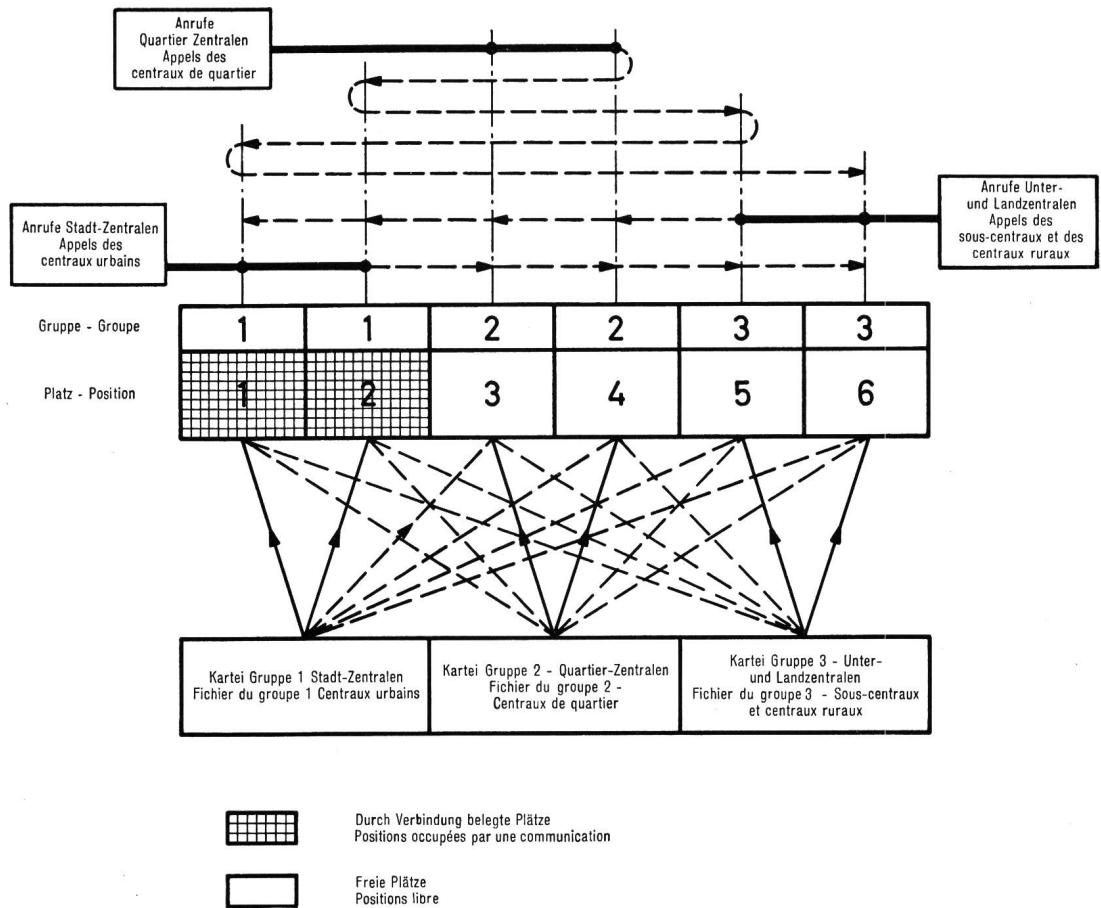 Anrufe
Quartier Zentralen
Appels des
centraux de quartier
Anrufe Unter-
und Landzentralen
Appels des
sous-centraux et des
centraux ruraux
Anrufe Stadt-Zentralen
Appels des
centraux urbains
Gruppe - Groupe
1 1 2 2 3 3
Platz - Position
1 2 3 4 5 6
Kartei Gruppe 1 Stadt-Zentralen
Fichier du groupe 1 Centraux urbains
Kartei Gruppe 2 - Quartier-Zentralen
Fichier du groupe 2 -
Centraux de quartier
Kartei Gruppe 3 - Unter-
und Landzentralen
Fichier du groupe 3 - Sous-centraux
et centraux ruraux
Durch Verbindung belegte Plätze
Positions occupées par une communication
Freie Plätze
Positions libre